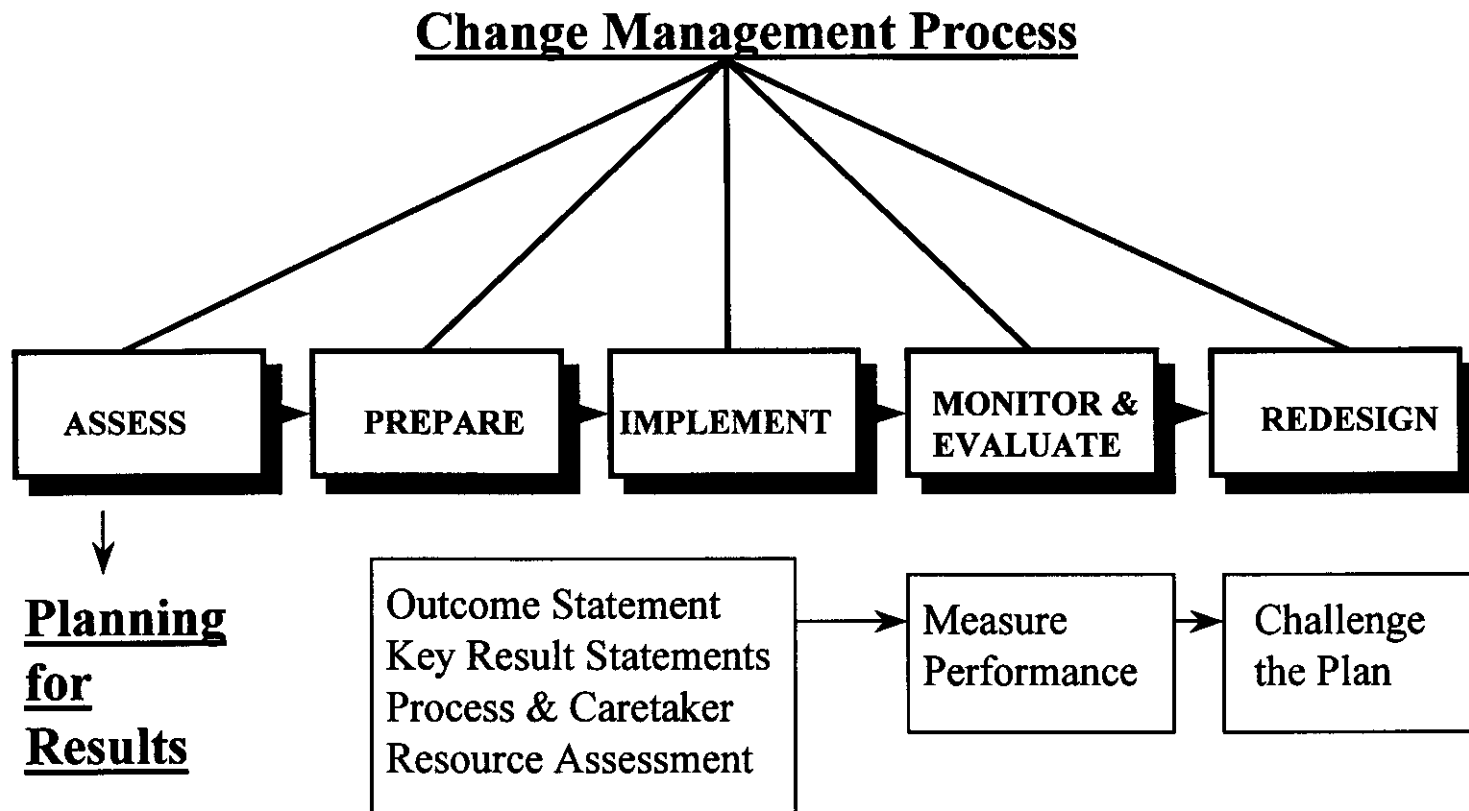 Change Management Process
ASSESS
PREPARE
IMPLEMENT
MONITOR &
EVALUATE
REDESIGN
Planning
for
Results
Outcome Statement
Key Result Statements
Process & Caretaker
Resource Assessment
Measure
Performance
Challenge
the Plan